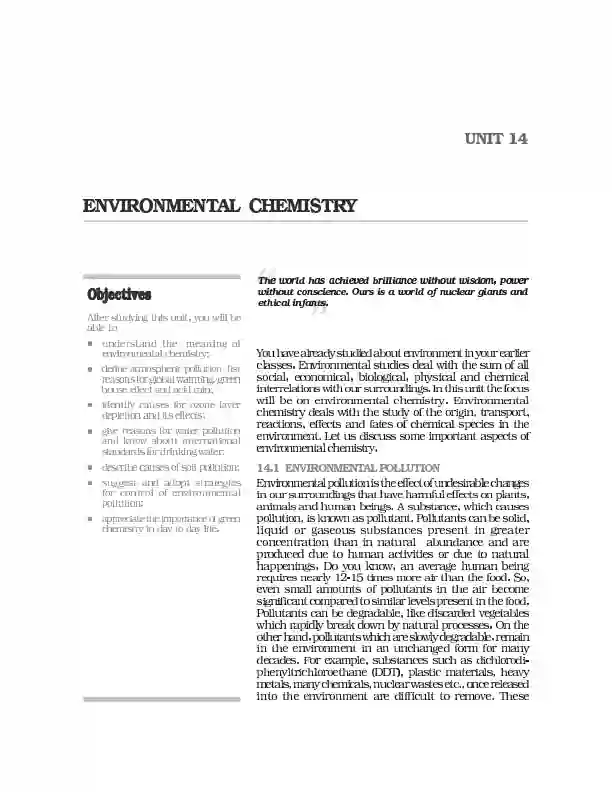 UNIT 14
ENVIRONMENTAL CHEMISTRY
Objectives
After studying this unit, you will be
able to
• understand the meaning of
environmental chemistry;
• define atmospheric pollution, list
reasons for global warming, green
house effect and acid rain;
• identify causes for ozone layer
depletion and its effects;
• give reasons for water pollution
and know about international
standards for drinking water;
• describe causes of soil pollution;
• suggest and adopt strategies
for control of environmental
pollution;
• appreciate the importance of green
chemistry in day to day life.
“
The world has achieved brilliance without wisdom, power
without conscience. Ours is a world of nuclear giants and
ethical infants.
”
You have already studied about environment in your earlier
classes. Environmental studies deal with the sum of all
social, economical, biological, physical and chemical
interrelations with our surroundings. In this unit the focus
will be on environmental chemistry. Environmental
chemistry deals with the study of the origin, transport,
reactions, effects and fates of chemical species in the
environment. Let us discuss some important aspects of
environmental chemistry.
14.1 ENVIRONMENTAL POLLUTION
Environmental pollution is the effect of undesirable changes
in our surroundings that have harmful effects on plants,
animals and human beings. A substance, which causes
pollution, is known as pollutant. Pollutants can be solid,
liquid or gaseous substances present in greater
concentration than in natural abundance and are
produced due to human activities or due to natural
happenings. Do you know, an average human being
requires nearly 12-15 times more air than the food. So,
even small amounts of pollutants in the air become
significant compared to similar levels present in the food.
Pollutants can be degradable, like discarded vegetables
which rapidly break down by natural processes. On the
other hand, pollutants which are slowly degradable, remain
in the environment in an unchanged form for many
decades. For example, substances such as dichlorodi-
phenyltrichloroethane (DDT), plastic materials, heavy
metals, many chemicals, nuclear wastes etc., once released
into the environment are difficult to remove. These